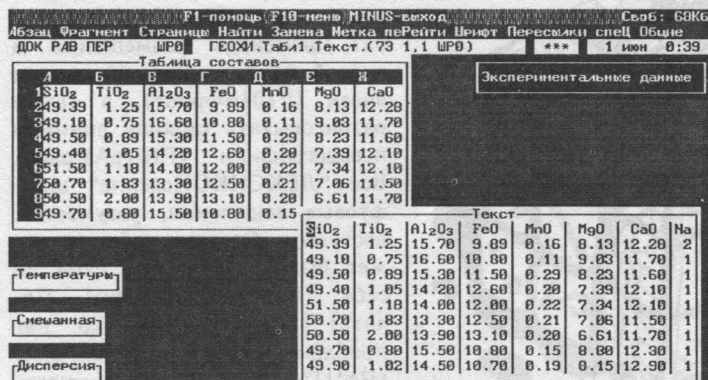 F1-помощь F10-меню MINUS-выход Своб: 60K6
Абзац Фрагмент Страницы Найти Замена Метка пеРейти Шрифт Пересылки спеЦ Общие
ДОК РАВ ПЕР ШР0 ГЕОХИ.Табл1.Текст.(73 1,1 ШР0) *** 1 июн 0:39
Таблица составов
А Б В Г Д Е Ж
1 SiO₂ TiO₂ Al₂O₃ FeO MnO MgO CaO
2 49.39 1.25 15.70 9.89 0.16 8.13 12.20
3 49.10 0.75 16.60 10.80 0.11 9.03 11.70
4 49.50 0.89 15.30 11.50 0.29 8.23 11.60
5 49.40 1.05 14.20 12.60 0.20 7.39 12.10
6 51.50 1.18 14.00 12.00 0.22 7.34 12.10
7 50.70 1.83 13.30 12.50 0.21 7.06 11.50
8 50.50 2.00 13.90 13.10 0.20 6.61 11.70
9 49.70 0.80 15.50 10.80 0.15
Экспериментальные данные
Текст
SiO₂ TiO₂ Al₂O₃ FeO MnO MgO CaO Na
49.39 1.25 15.70 9.89 0.16 8.13 12.20 2
49.10 0.75 16.60 10.80 0.11 9.03 11.70 1
49.50 0.89 15.30 11.50 0.29 8.23 11.60 1
49.40 1.05 14.20 12.60 0.20 7.39 12.10 1
51.50 1.18 14.00 12.00 0.22 7.34 12.10 1
50.70 1.83 13.30 12.50 0.21 7.06 11.50 1
50.50 2.00 13.90 13.10 0.20 6.61 11.70 1
49.70 0.80 15.50 10.80 0.15 8.80 12.30 1
49.90 1.02 14.50 10.70 0.19 8.15 12.90 1
Температуры
Смешанная
Дисперсия